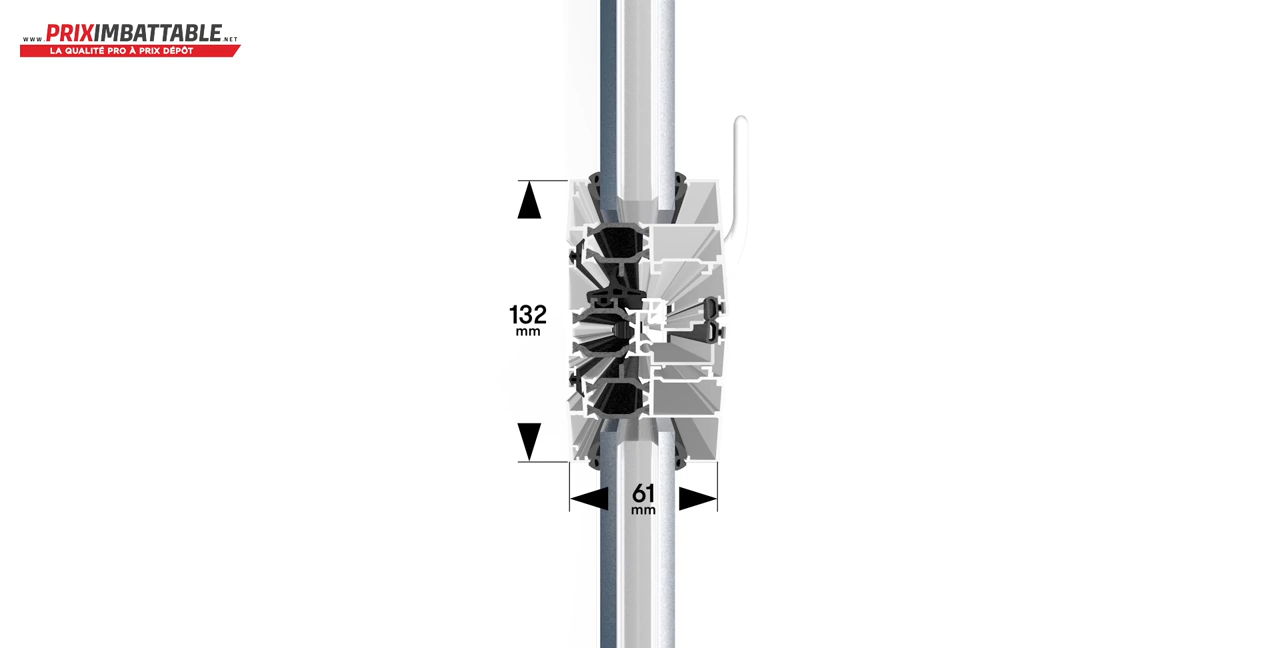 www.PRIXIMBATTABLE.NET
LA QUALITÉ PRO À PRIX DÉPÔT
132
mm
61
mm